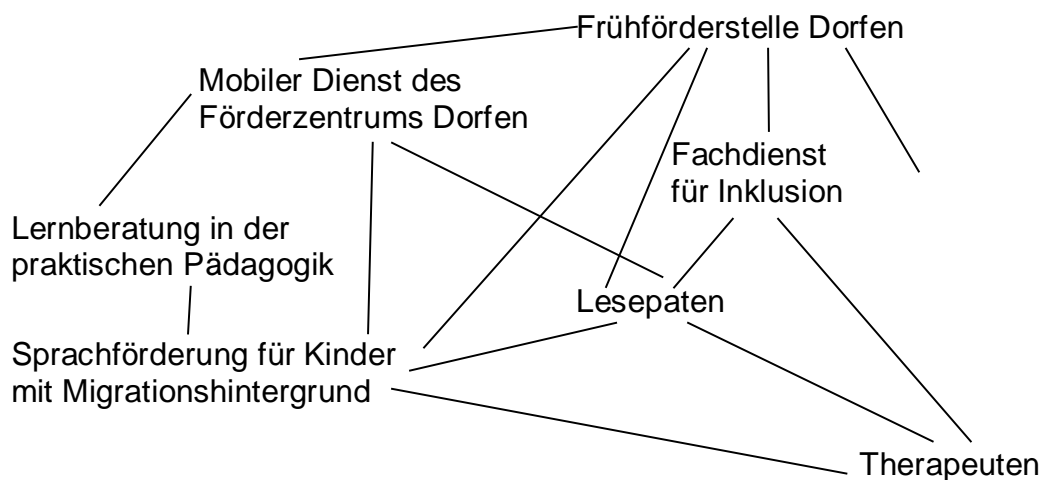 Frühförderstelle Dorfen
Mobiler Dienst des
Förderzentrums Dorfen
Fachdienst
für Inklusion
Lernberatung in der
praktischen Pädagogik
Lesepaten
Sprachförderung für Kinder
mit Migrationshintergrund
Therapeuten